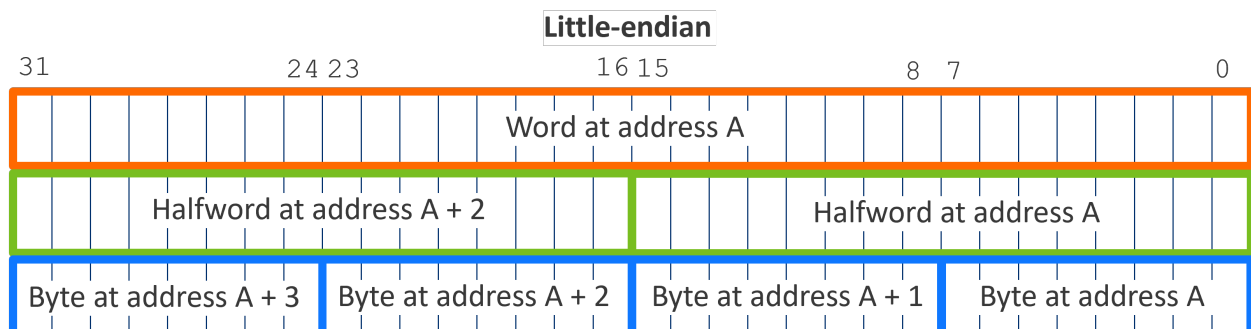 Little-endian
31 24 23 16 15 8 7 0
Word at address A
Halfword at address A + 2 Halfword at address A
Byte at address A + 3 Byte at address A + 2 Byte at address A + 1 Byte at address A